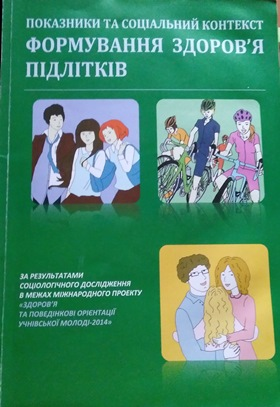 ПОКАЗНИКИ ТА СОЦІАЛЬНИЙ КОНТЕКСТ
ФОРМУВАННЯ ЗДОРОВ'Я
ПІДЛІТКІВ
ЗА РЕЗУЛЬТАТАМИ
СОЦІОЛОГІЧНОГО ДОСЛІДЖЕННЯ
В МЕЖАХ МІЖНАРОДНОГО ПРОЕКТУ
«ЗДОРОВ'Я
ТА ПОВЕДІНКОВІ ОРІЄНТАЦІЇ
УЧНІВСЬКОЇ МОЛОДІ-2014»